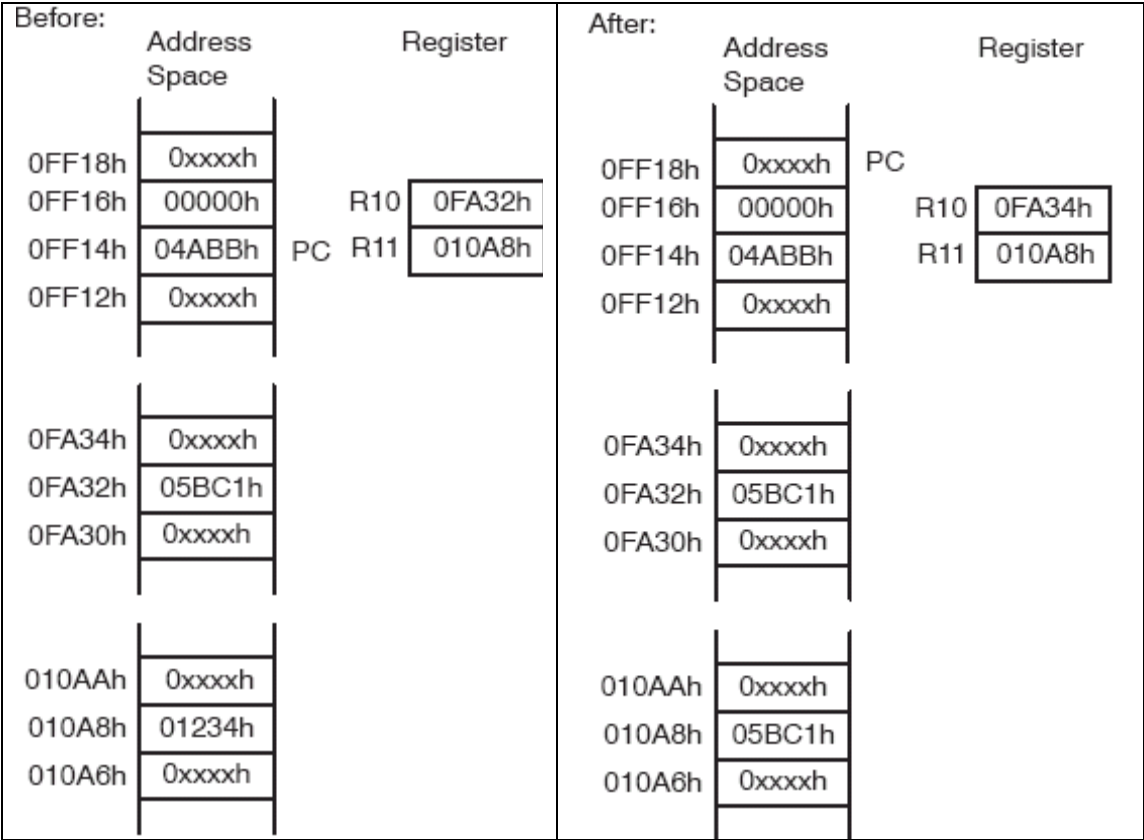 Before:
Address Space Register
0FF18h 0xxxxh
0FF16h 00000h R10 0FA32h
0FF14h 04ABBh PC R11 010A8h
0FF12h 0xxxxh
0FA34h 0xxxxh
0FA32h 05BC1h
0FA30h 0xxxxh
010AAh 0xxxxh
010A8h 01234h
010A6h 0xxxxh
After:
Address Space Register
0FF18h 0xxxxh PC
0FF16h 00000h R10 0FA34h
0FF14h 04ABBh R11 010A8h
0FF12h 0xxxxh
0FA34h 0xxxxh
0FA32h 05BC1h
0FA30h 0xxxxh
010AAh 0xxxxh
010A8h 05BC1h
010A6h 0xxxxh